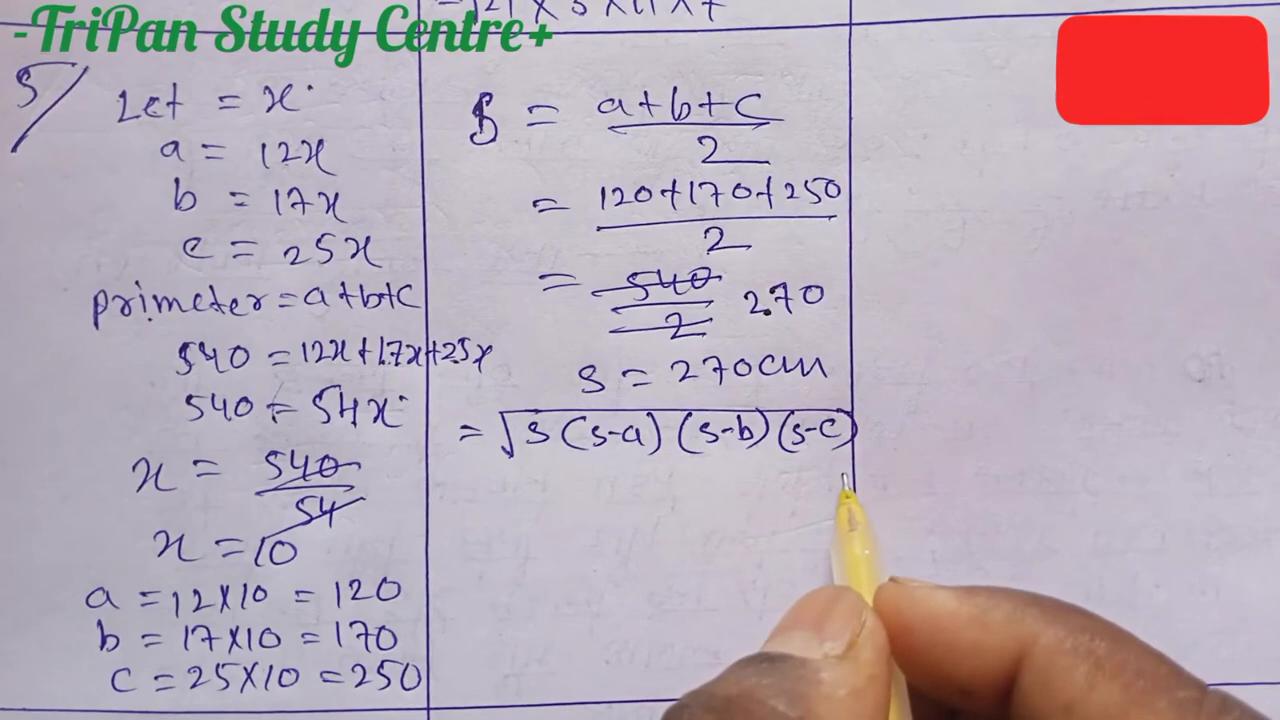 -TriPan Study Centre+
5/
Let = x.
a = 12x
b = 17x
c = 25x
primeter = a+b+c
540 = 12x+17x+25x
540 = 54x
x = 540/54
x = 10
a = 12×10 = 120
b = 17×10 = 170
c = 25×10 = 250
S = a+b+c/2
= 120+170+250/2
= 540/2 270
s = 270cm
= √s(s-a)(s-b)(s-c)